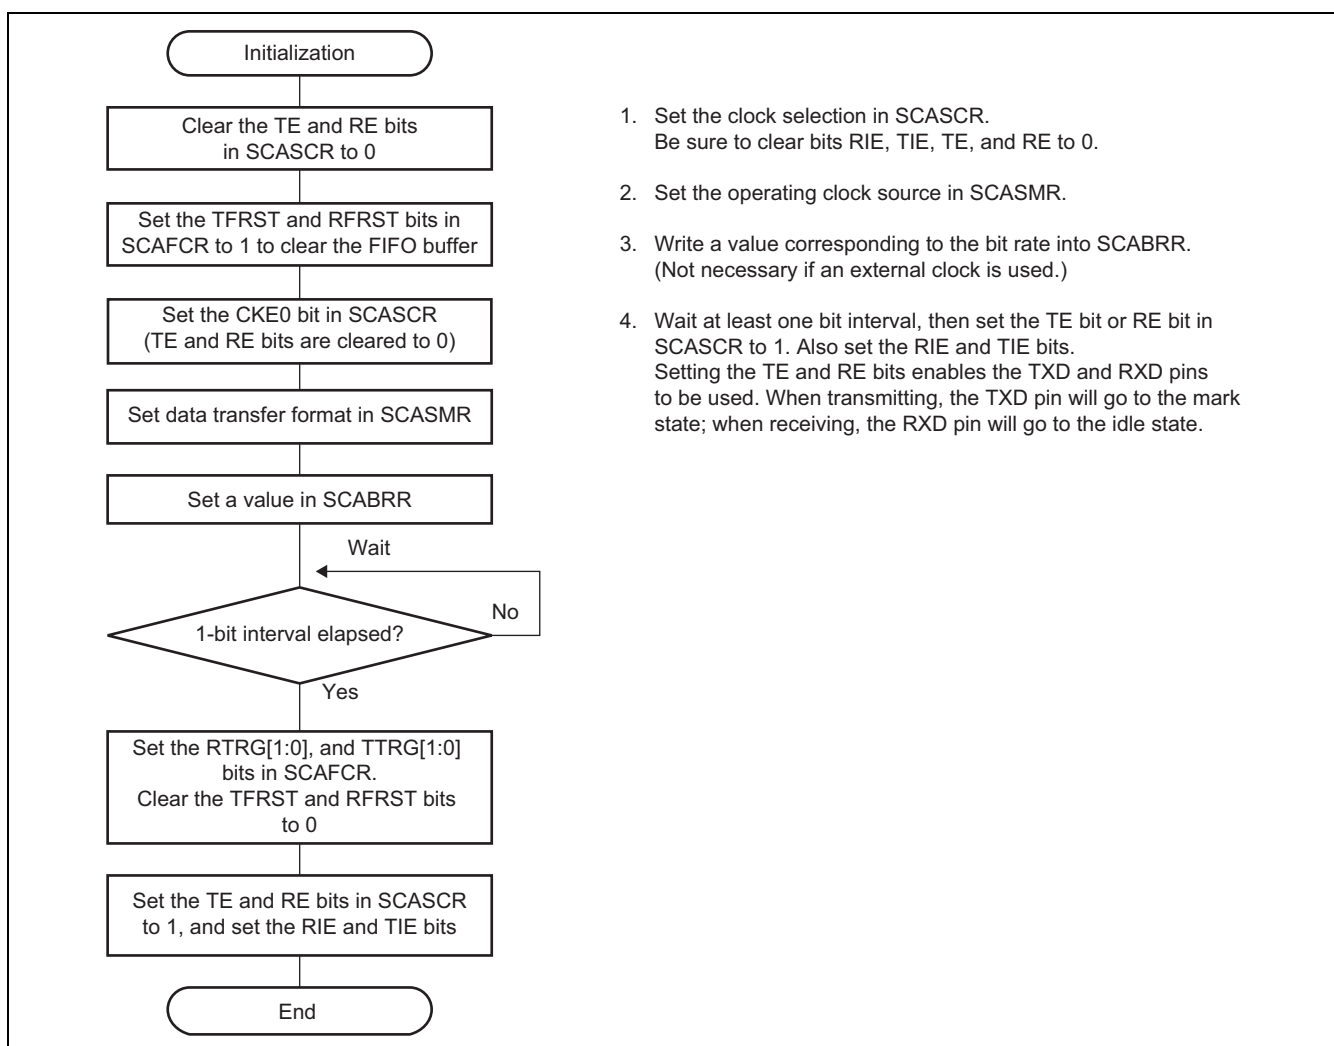 Initialization
Clear the TE and RE bits
in SCASCR to 0
Set the TFRST and RFRST bits in
SCAFCR to 1 to clear the FIFO buffer
Set the CKE0 bit in SCASCR
(TE and RE bits are cleared to 0)
Set data transfer format in SCASMR
Set a value in SCABRR
Wait
1-bit interval elapsed?
No
Yes
Set the RTRG[1:0], and TTRG[1:0]
bits in SCAFCR.
Clear the TFRST and RFRST bits
to 0
Set the TE and RE bits in SCASCR
to 1, and set the RIE and TIE bits
End
1. Set the clock selection in SCASCR.
Be sure to clear bits RIE, TIE, TE, and RE to 0.
2. Set the operating clock source in SCASMR.
3. Write a value corresponding to the bit rate into SCABRR.
(Not necessary if an external clock is used.)
4. Wait at least one bit interval, then set the TE bit or RE bit in
SCASCR to 1. Also set the RIE and TIE bits.
Setting the TE and RE bits enables the TXD and RXD pins
to be used. When transmitting, the TXD pin will go to the mark
state; when receiving, the RXD pin will go to the idle state.